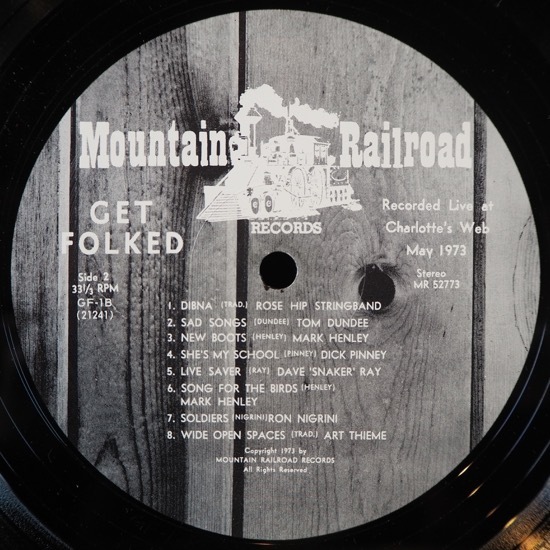 Mountain Railroad
RECORDS
GET
FOLKED
Recorded Live at
Charlotte's Web
May 1973
Side 2
33⅓ RPM
GF-1B
(21241)
Stereo
MR 52773
1. DIBNA (TRAD.) ROSE HIP STRINGBAND
2. SAD SONGS (DUNDEE) TOM DUNDEE
3. NEW BOOTS (HENLEY) MARK HENLEY
4. SHE'S MY SCHOOL (PINNEY) DICK PINNEY
5. LIVE SAVER (RAY) DAVE 'SNAKER' RAY
6. SONG FOR THE BIRDS (HENLEY)
MARK HENLEY
7. SOLDIERS (NIGRINI) RON NIGRINI
8. WIDE OPEN SPACES (TRAD.) ART THIEME
Copyright 1973 by
MOUNTAIN RAILROAD RECORDS
All Rights Reserved